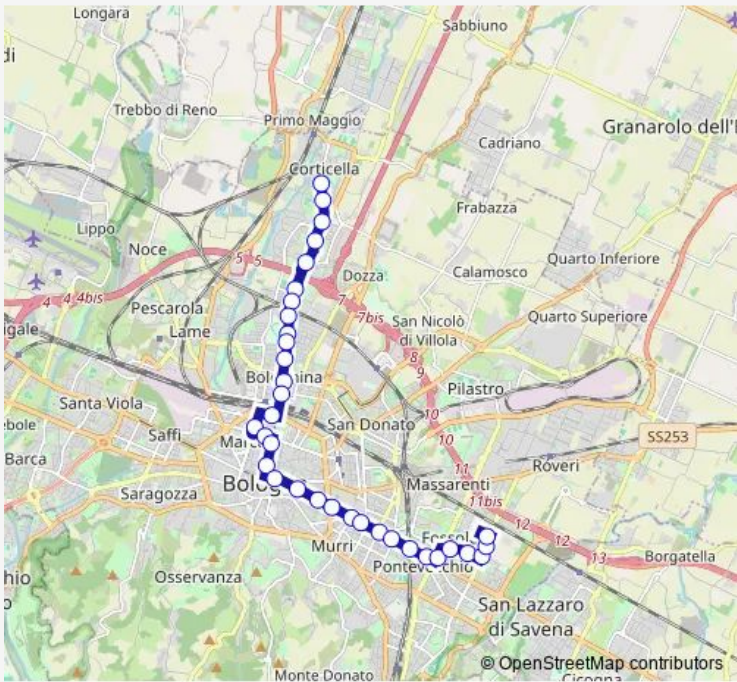 Longara
Sabbiuno
di
Trebbo di Reno
Primo Maggio
Granarolo dell'
Cadriano
Corticella
Frabazza
Lippo
Noce
5 5
Dozza
Calamosco
Quarto Inferiore
4 4 4bis
7
Pescarola
7bis
San Nicolò
di Villola
Quarto Superiore
Lame
8
9
Santa Viola
Pilastro
10
Saffi
San Donato
10
SS253
Barca
11
Roveri
Saragozza
Massarenti
11bis
12
12
13
Murri
Borgatella
Osservanza
San Lazzaro
di Savena
Monte Donato
Cicogna
© OpenStreetMap contributors